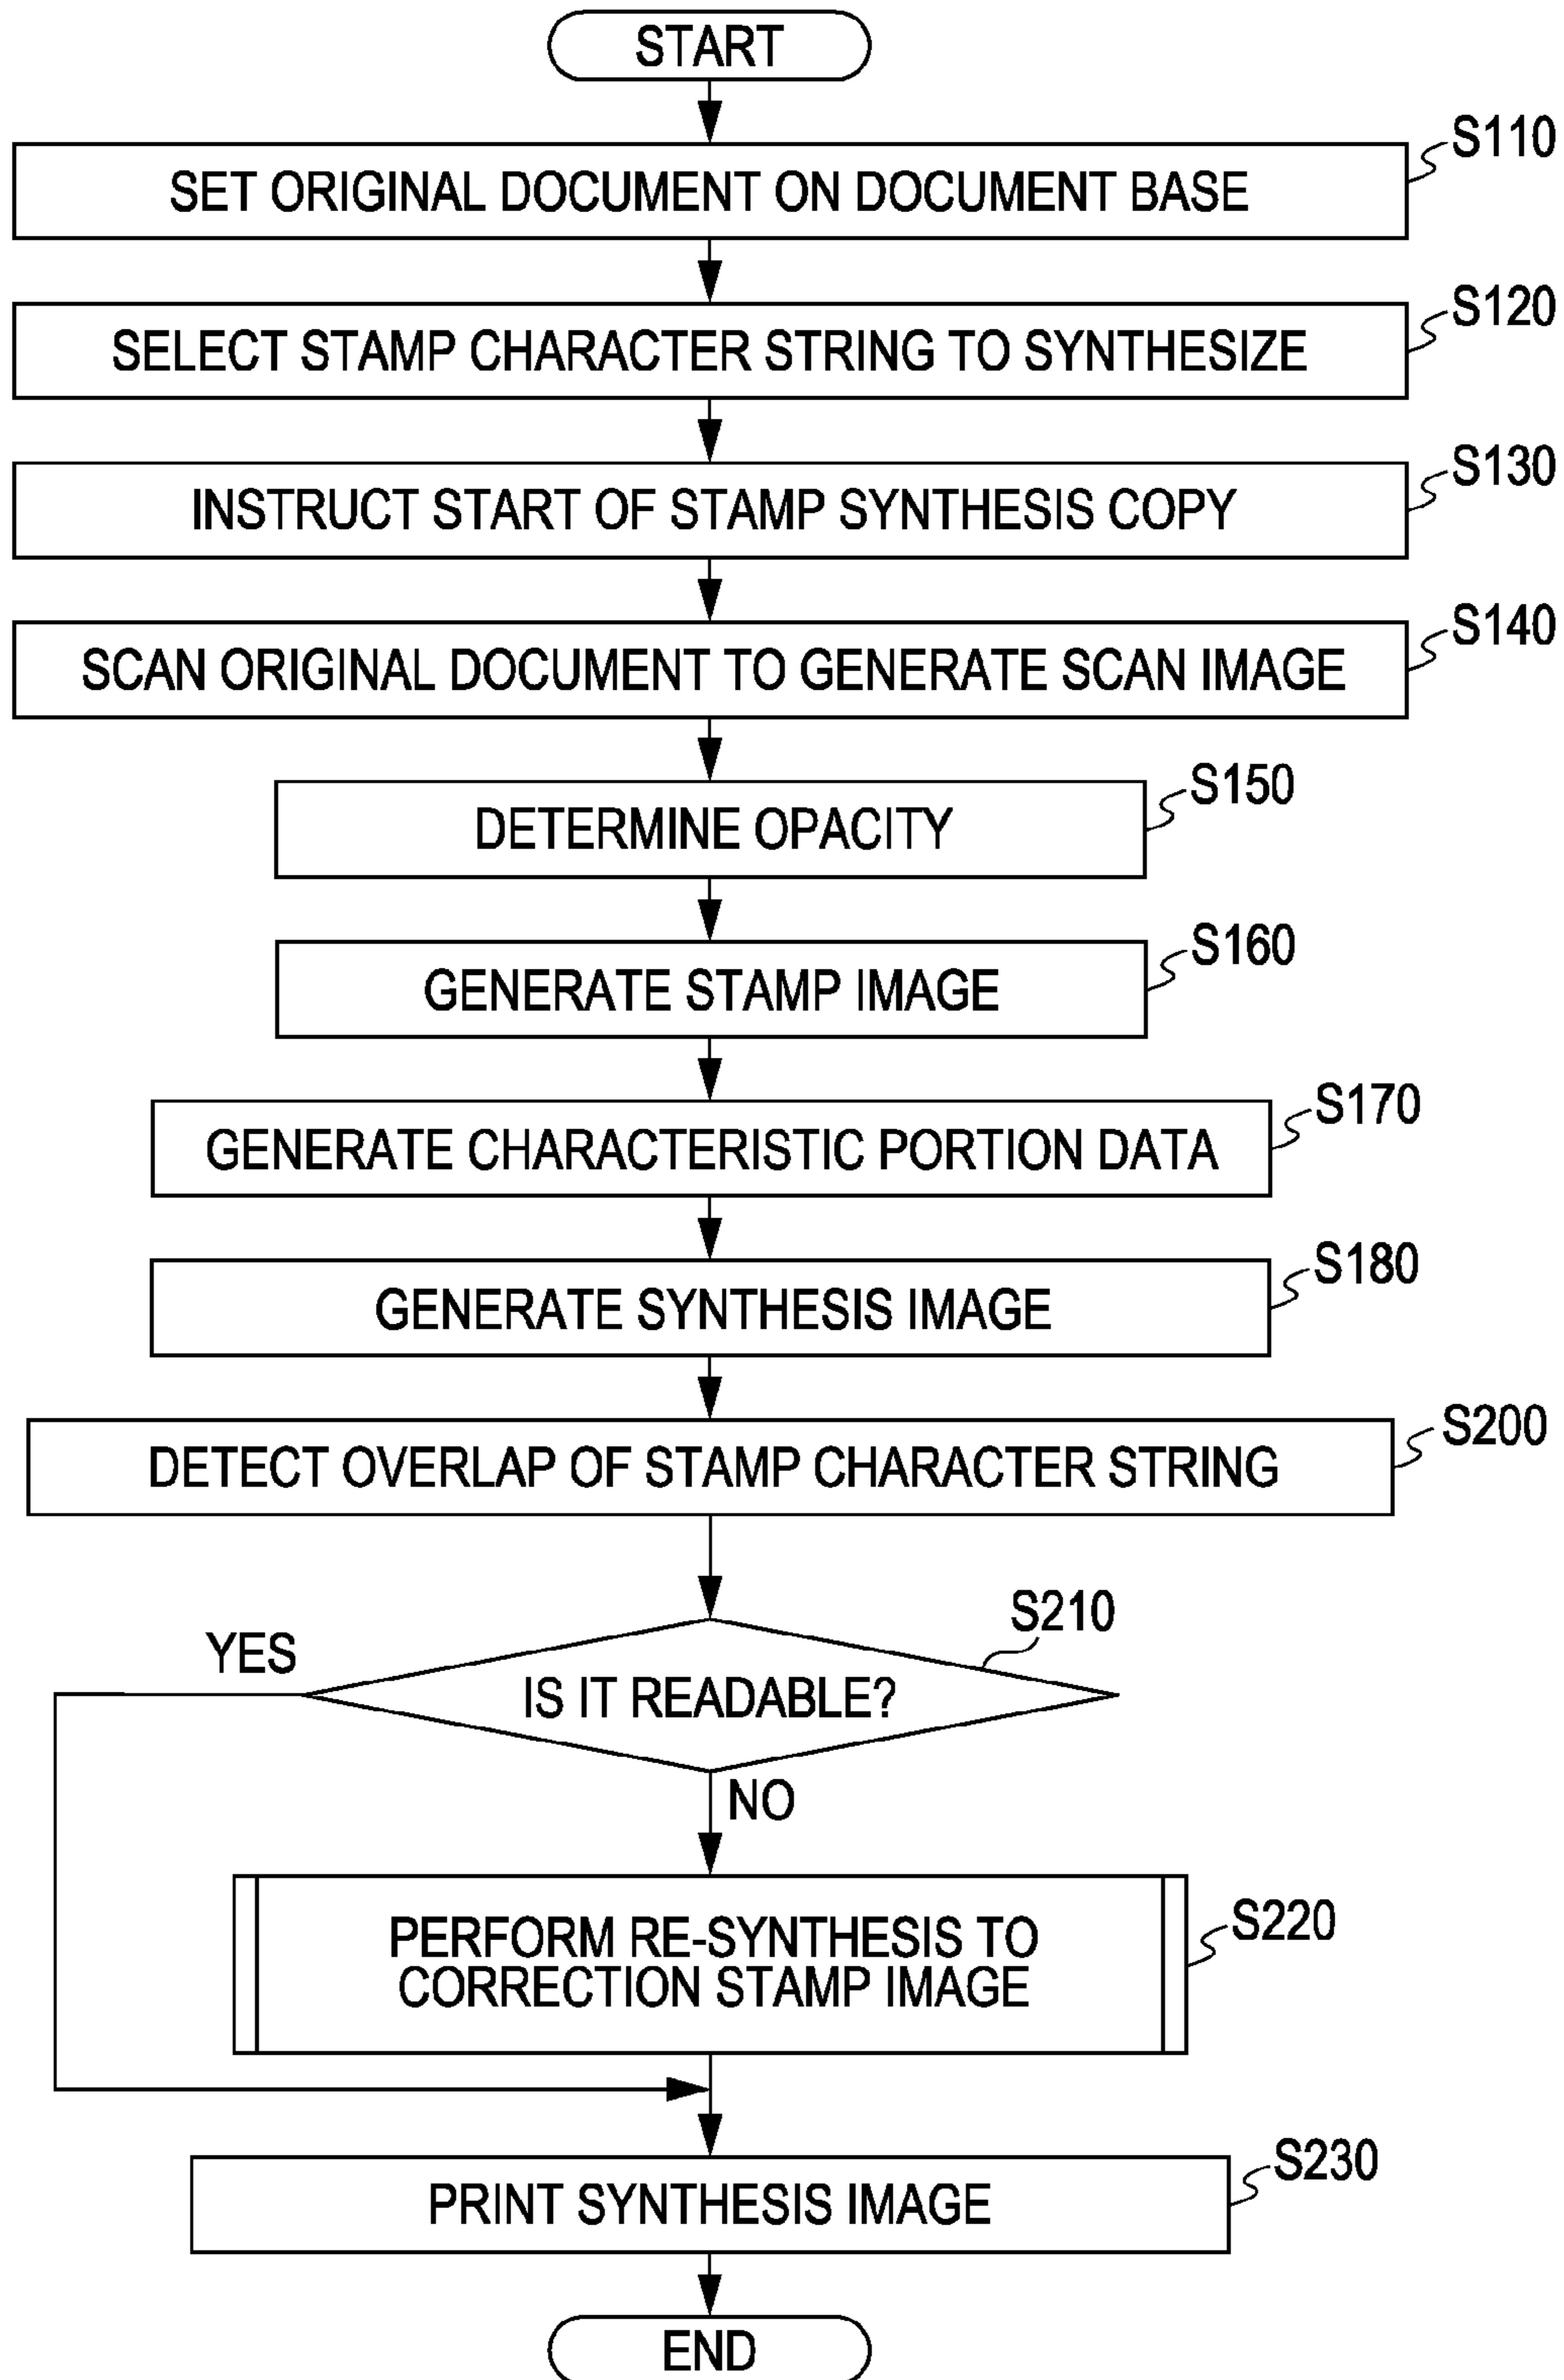 START
S110
SET ORIGINAL DOCUMENT ON DOCUMENT BASE
S120
SELECT STAMP CHARACTER STRING TO SYNTHESIZE
S130
INSTRUCT START OF STAMP SYNTHESIS COPY
S140
SCAN ORIGINAL DOCUMENT TO GENERATE SCAN IMAGE
S150
DETERMINE OPACITY
S160
GENERATE STAMP IMAGE
S170
GENERATE CHARACTERISTIC PORTION DATA
S180
GENERATE SYNTHESIS IMAGE
S200
DETECT OVERLAP OF STAMP CHARACTER STRING
S210
YES
IS IT READABLE?
NO
S220
PERFORM RE-SYNTHESIS TO
CORRECTION STAMP IMAGE
S230
PRINT SYNTHESIS IMAGE
END